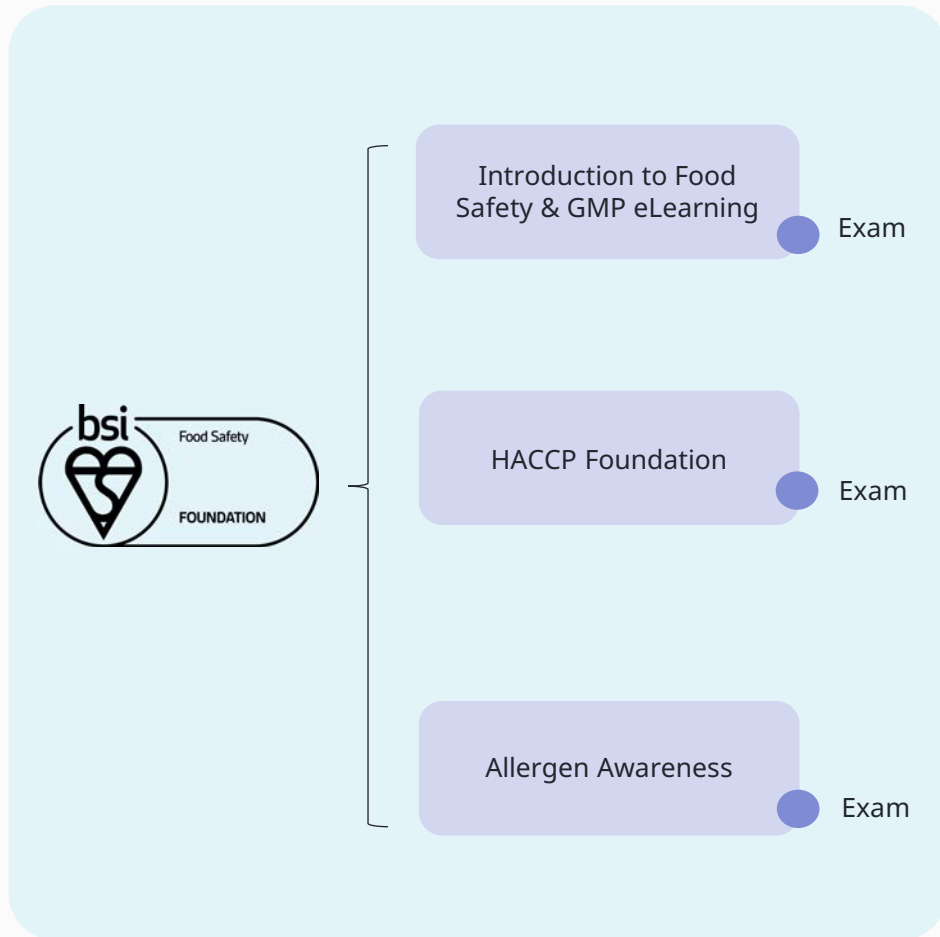 Introduction to Food
Safety & GMP eLearning
Exam
bsi
Food Safety
FOUNDATION
HACCP Foundation
Exam
Allergen Awareness
Exam